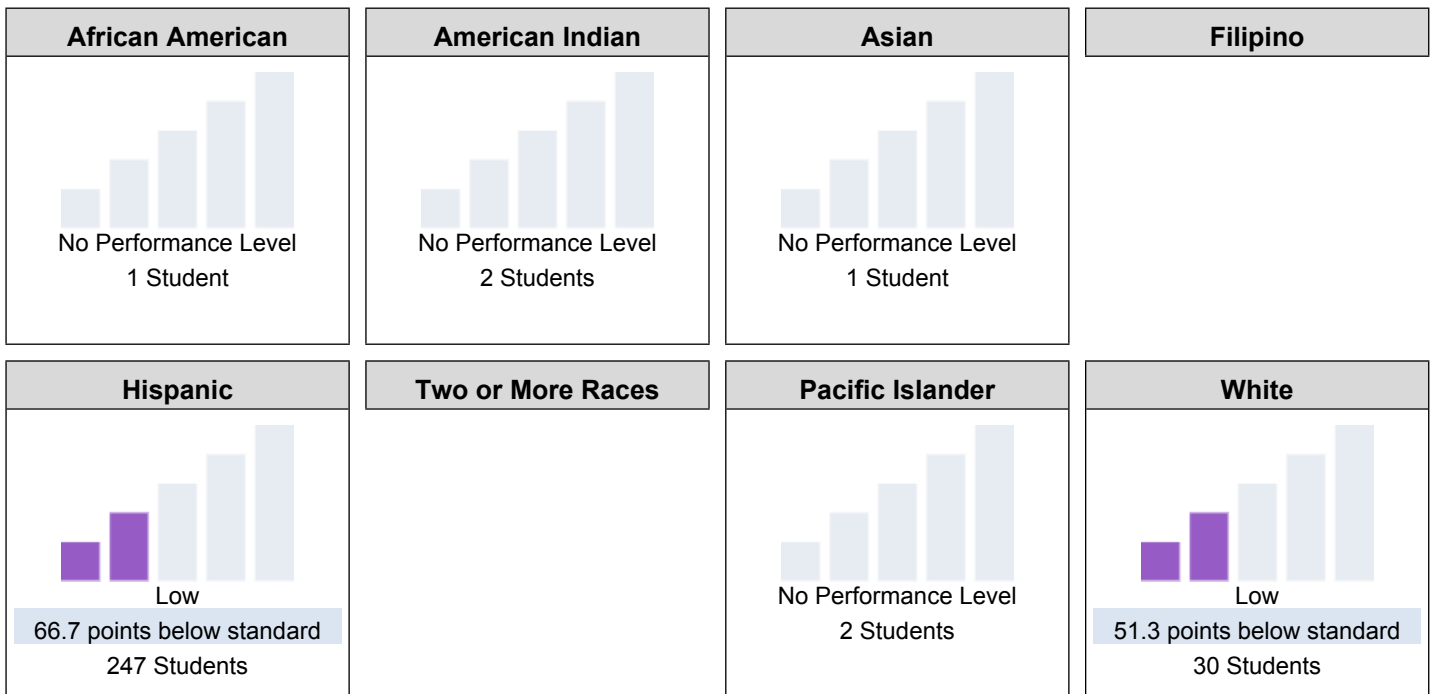 African American
No Performance Level
1 Student
American Indian
No Performance Level
2 Students
Asian
No Performance Level
1 Student
Filipino
Hispanic
Low
66.7 points below standard
247 Students
Two or More Races
Pacific Islander
No Performance Level
2 Students
White
Low
51.3 points below standard
30 Students